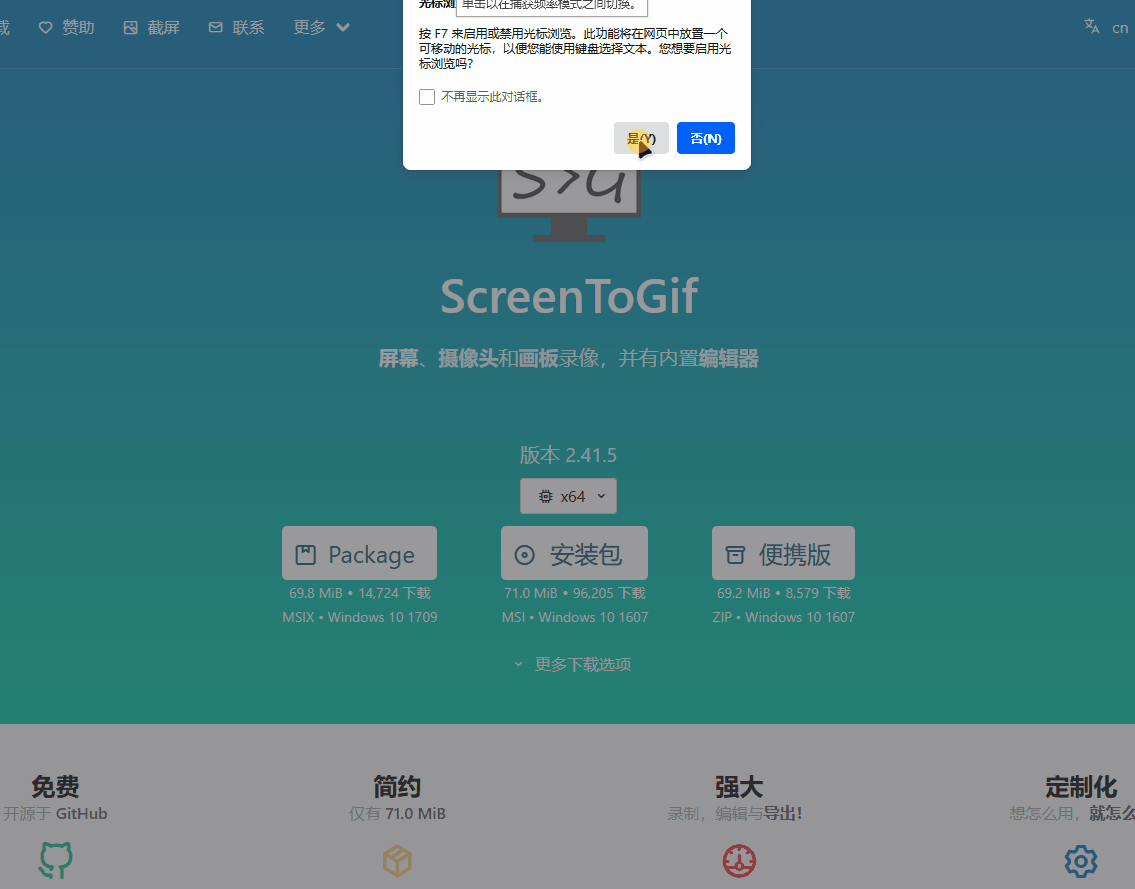 光标浏
单击以在捕获频率模式之间切换。
载 赞助 截屏 联系 更多 cn
按 F7 来启用或禁用光标浏览。此功能将在网页中放置一个
可移动的光标，以便您能使用键盘选择文本。您想要启用光
标浏览吗?
不再显示此对话框。
是(Y) 否(N)
S>G
ScreenToGif
屏幕、摄像头和画板录像，并有内置编辑器
版本 2.41.5
x64
Package 安装包 便携版
69.8 MiB • 14,724 下载 71.0 MiB • 96,205 下载 69.2 MiB • 8,579 下载
MSIX • Windows 10 1709 MSI • Windows 10 1607 ZIP • Windows 10 1607
更多下载选项
免费 简约 强大 定制化
开源于 GitHub 仅有 71.0 MiB 录制，编辑与导出！ 想怎么用，就怎么